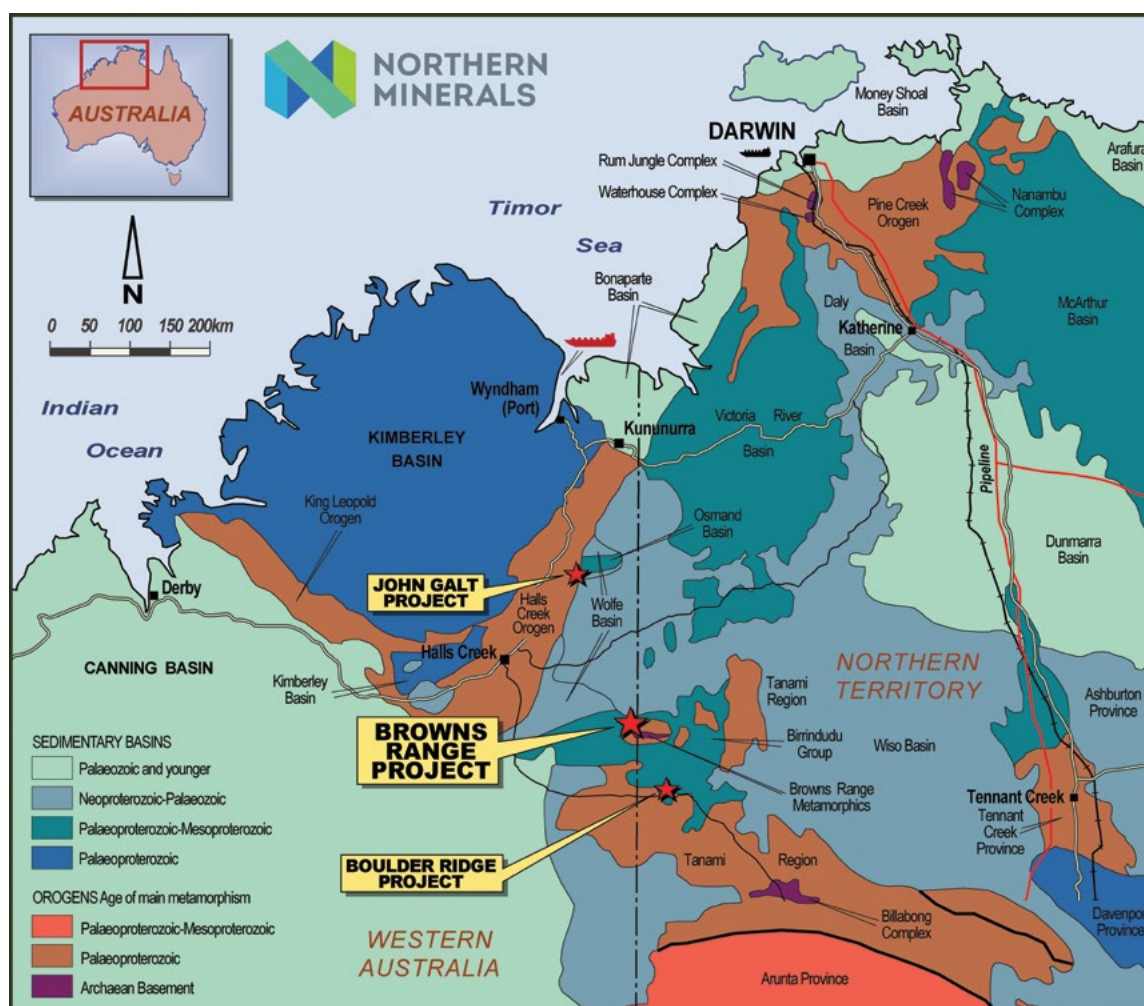 AUSTRALIA
NORTHERN
MINERALS
N
0 50 100 150 200km
Timor
Sea
Indian
Ocean
Money Shoal
Basin
DARWIN
Rum Jungle Complex
Waterhouse Complex
Arafura
Basin
Nanambu
Complex
Pine Creek
Orogen
Bonaparte
Basin
Daly
Basin
Katherine
McArthur
Basin
Wyndham
(Port)
Kununurra
Victoria River
Basin
KIMBERLEY
BASIN
King Leopold
Orogen
Pipeline
Osmand
Basin
Dunmarra
Basin
JOHN GALT
PROJECT
Derby
Halls
Creek
Orogen
Wolfe
Basin
Halls Creek
CANNING BASIN
Kimberley
Basin
NORTHERN
TERRITORY
Tanami
Region
Ashburton
Province
BROWNS
RANGE
PROJECT
Birrindudu
Group
Wiso Basin
Browns Range
Metamorphics
Tennant Creek
Tennant
Creek
Province
BOULDER RIDGE
PROJECT
Tanami Region
Billabong
Complex
Davenport
Province
WESTERN
AUSTRALIA
Arunta Province
SEDIMENTARY BASINS
Palaeozoic and younger
Neoproterozoic-Palaeozoic
Palaeoproterozoic-Mesoproterozoic
Palaeoproterozoic
OROGENS Age of main metamorphism
Palaeoproterozoic-Mesoproterozoic
Palaeoproterozoic
Archaean Basement